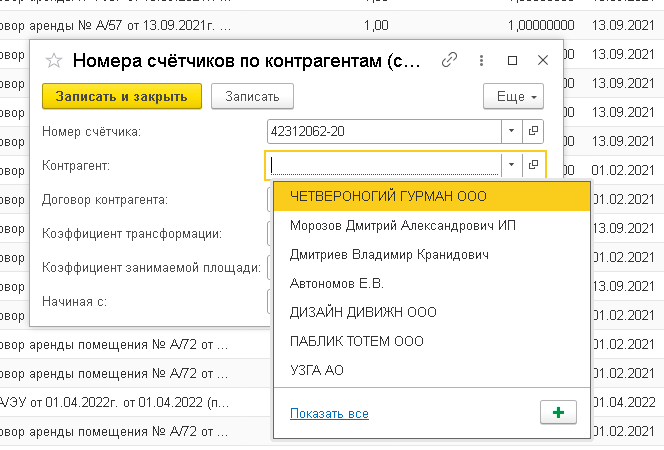 овор аренды № А/57 от 13.09.2021г. ... 1,00 1,00000000 13.09.2021
13.09.2021
Номера счётчиков по контрагентам (с...
13.09.2021
Записать и закрыть Записать Еще
13.09.2021
Номер счётчика: 42312062-20
13.09.2021
Контрагент:
00 01.02.2021
ЧЕТВЕРОНОГИЙ ГУРМАН ООО
Договор контрагента:
01.02.2021
Морозов Дмитрий Александрович ИП
Коэффициент трансформации:
01.02.2021
Дмитриев Владимир Кранидович
01.02.2021
Коэффициент занимаемой площади:
Автономов Е.В.
13.09.2021
Начиная с:
ДИЗАЙН ДИВИЖН ООО
01.02.2021
овор аренды помещения № А/72 от ... ПАБЛИК ТОТЕМ ООО 01.02.2021
овор аренды помещения № А/72 от ... УЗГА АО 01.02.2021
А/ЭУ от 01.04.2022г. от 01.04.2022 (п... 01.04.2022
Показать все
овор аренды помещения № А/72 от ... 01.02.2021